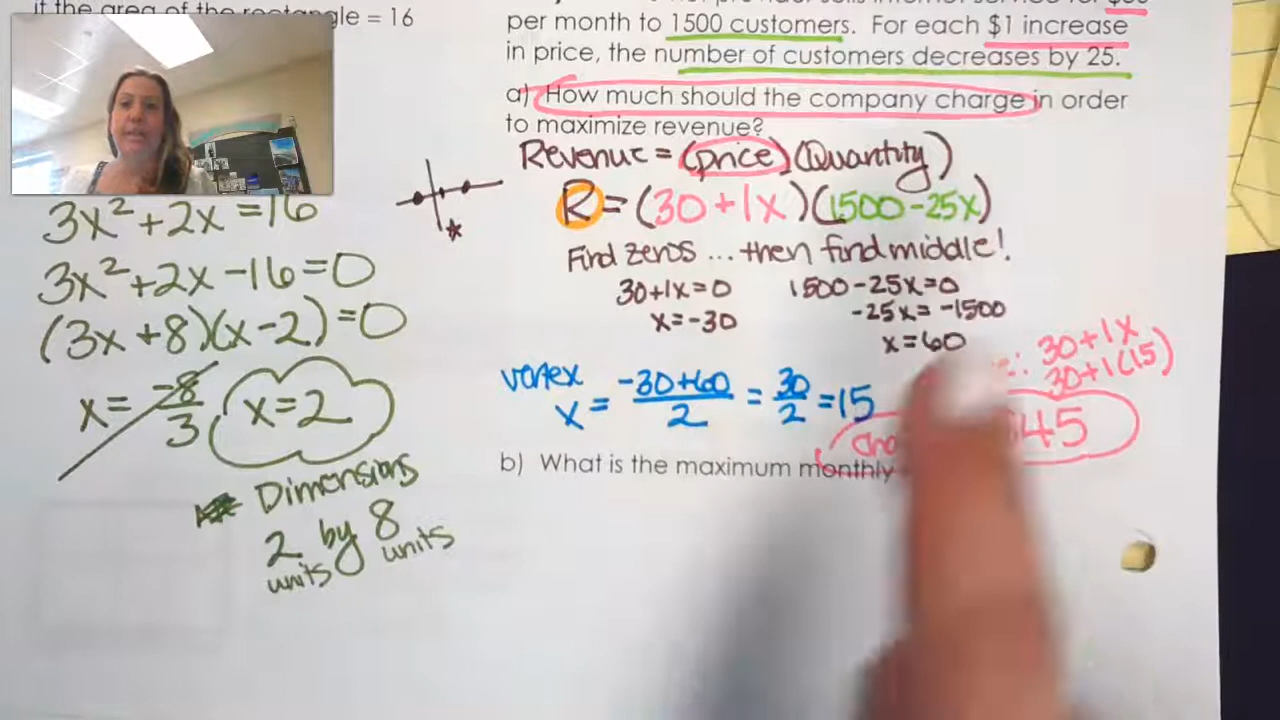 if the area of the rectangle = 16
3x² + 2x = 16
3x² + 2x - 16 = 0
(3x + 8)(x - 2) = 0
x = -8/3 x = 2
Dimensions
2 by 8
units units
per month to 1500 customers. For each $1 increase
in price, the number of customers decreases by 25.
a) How much should the company charge in order
to maximize revenue?
Revenue = (price)(Quantity)
R = (30 + 1x)(1500 - 25x)
Find zeros ... then find middle!
30 + 1x = 0 1500 - 25x = 0
x = -30 -25x = -1500
x = 60
30 + 1x
30 + 1(15)
vertex
x = -30+60/2 = 30/2 = 15
45
b) What is the maximum monthly